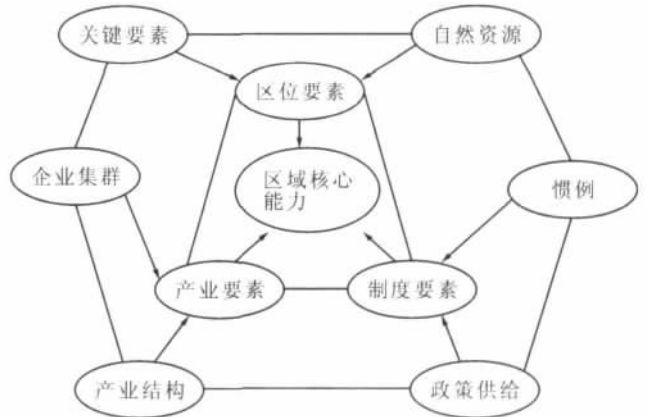 关键要素
自然资源
区位要素
企业集群
区域核心
能力
惯例
产业要素
制度要素
产业结构
政策供给